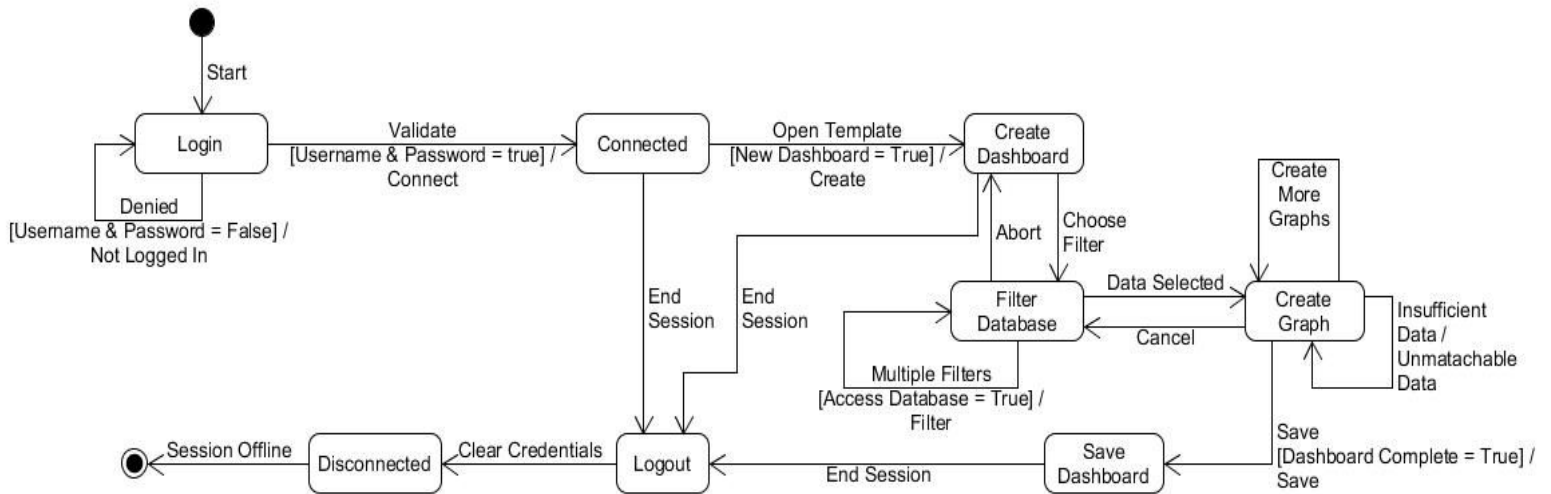 Start
Login
Validate
[Username & Password = true] /
Connect
Connected
Open Template
[New Dashboard = True] /
Create
Create
Dashboard
Denied
[Username & Password = False] /
Not Logged In
Create
More
Graphs
Abort
Choose
Filter
End
Session
End
Session
Filter
Database
Data Selected
Create
Graph
Cancel
Insufficient
Data /
Unmatachable
Data
Multiple Filters
[Access Database = True] /
Filter
Session Offline
Disconnected
Clear Credentials
Logout
End Session
Save
Dashboard
Save
[Dashboard Complete = True] /
Save